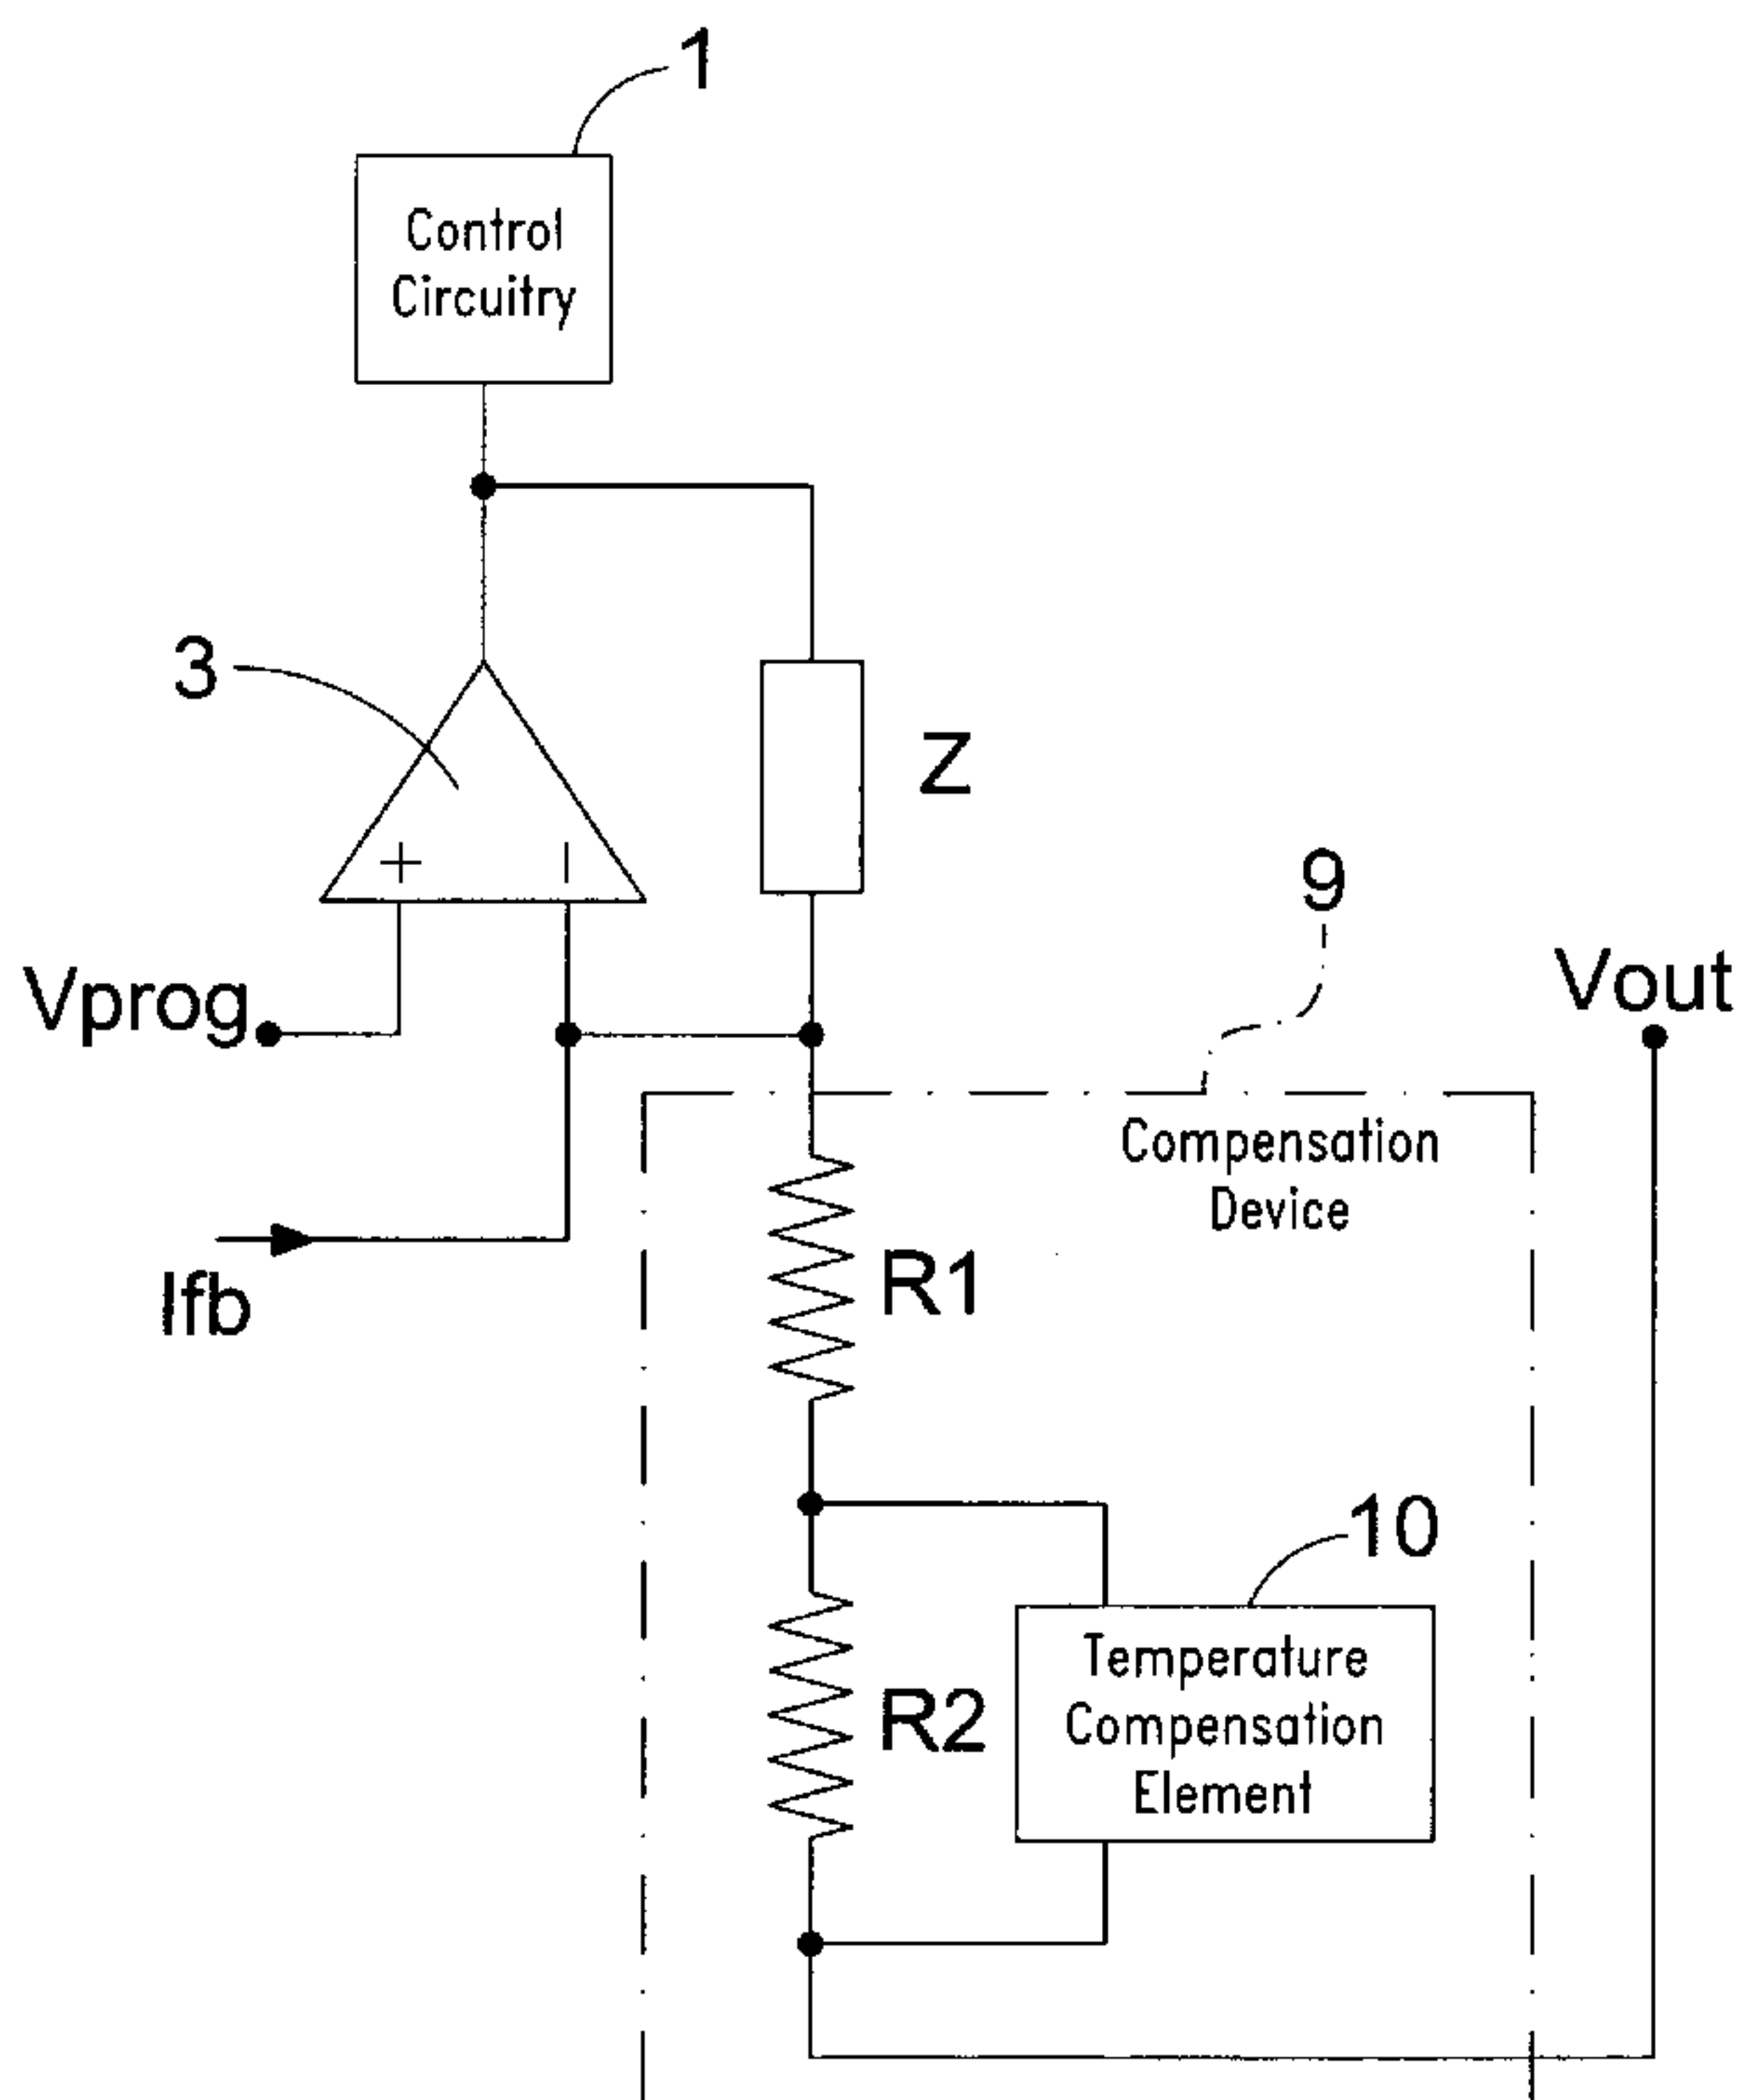 1
Control
Circuitry
3
+
−
Z
9
Vprog
Vout
Compensation
Device
Ifb
R1
10
Temperature
Compensation
Element
R2